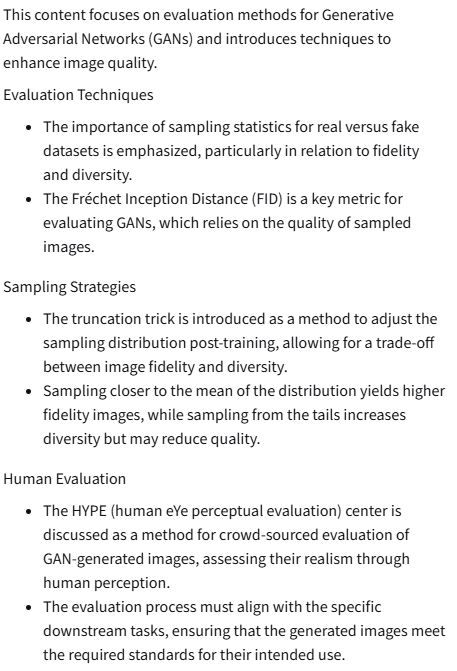 This content focuses on evaluation methods for Generative
Adversarial Networks (GANs) and introduces techniques to
enhance image quality.
Evaluation Techniques
• The importance of sampling statistics for real versus fake
datasets is emphasized, particularly in relation to fidelity
and diversity.
• The Fréchet Inception Distance (FID) is a key metric for
evaluating GANs, which relies on the quality of sampled
images.
Sampling Strategies
• The truncation trick is introduced as a method to adjust the
sampling distribution post-training, allowing for a trade-off
between image fidelity and diversity.
• Sampling closer to the mean of the distribution yields higher
fidelity images, while sampling from the tails increases
diversity but may reduce quality.
Human Evaluation
• The HYPE (human eYe perceptual evaluation) center is
discussed as a method for crowd-sourced evaluation of
GAN-generated images, assessing their realism through
human perception.
• The evaluation process must align with the specific
downstream tasks, ensuring that the generated images meet
the required standards for their intended use.